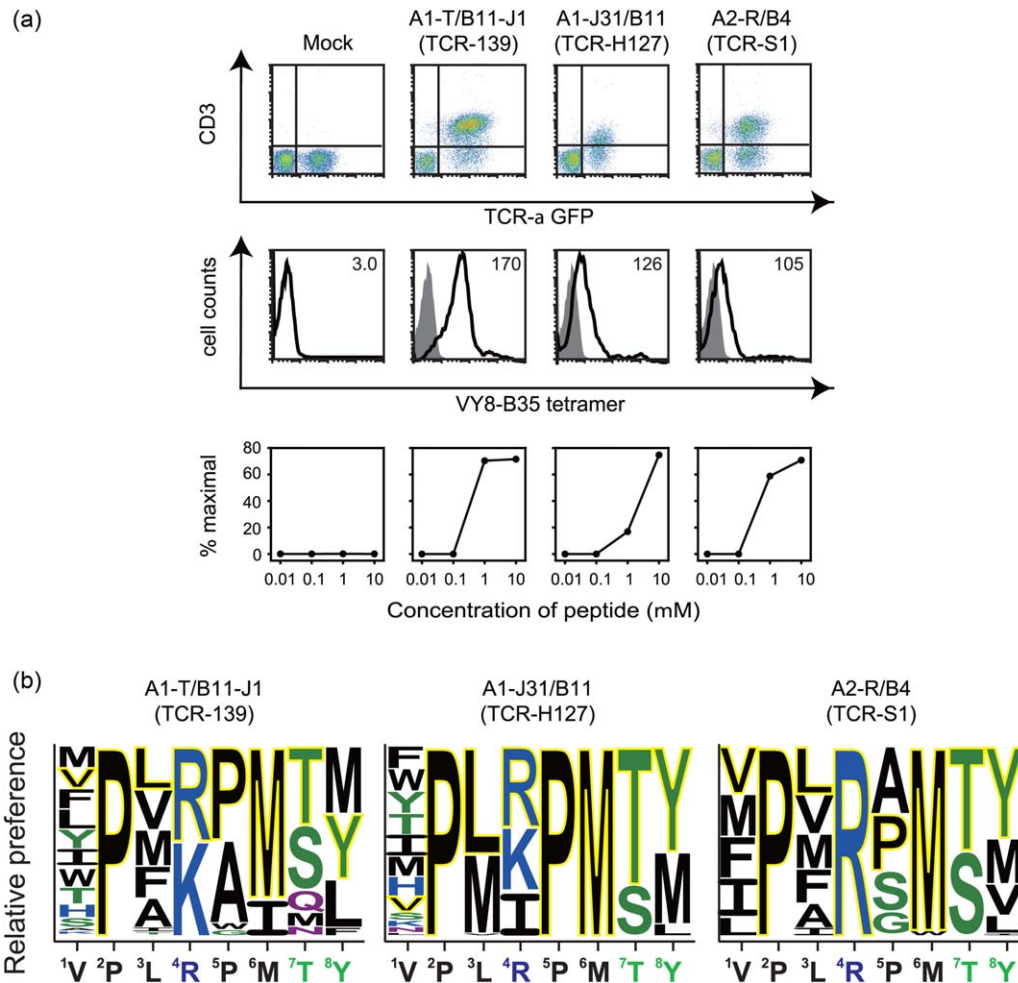 (a)
Mock
A1-T/B11-J1
(TCR-139)
A1-J31/B11
(TCR-H127)
A2-R/B4
(TCR-S1)
CD3
TCR-a GFP
cell counts
3.0
170
126
105
VY8-B35 tetramer
% maximal
80
60
40
20
0
0.01 0.1 1 10
0.01 0.1 1 10
0.01 0.1 1 10
0.01 0.1 1 10
Concentration of peptide (mM)
(b)
A1-T/B11-J1
(TCR-139)
A1-J31/B11
(TCR-H127)
A2-R/B4
(TCR-S1)
Relative preference
M V F L Y I W T H S
P
L V M F A
R K
P A W G
M I
T S Q M N
M Y L
F W Y T I M H V S K N
P
L M
R K I
P
M
T S
Y M
V M F I L
P
L V M F A I
R
A P S G
M
T S
Y M V L
1V 2P 3L 4R 5P 6M 7T 8Y
1V 2P 3L 4R 5P 6M 7T 8Y
1V 2P 3L 4R 5P 6M 7T 8Y